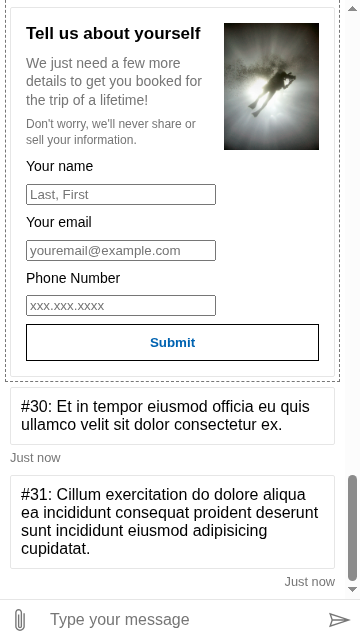 Tell us about yourself
We just need a few more
details to get you booked for
the trip of a lifetime!
Don't worry, we'll never share or
sell your information.
Your name
Last, First
Your email
youremail@example.com
Phone Number
xxx.xxx.xxxx
Submit
#30: Et in tempor eiusmod officia eu quis
ullamco velit sit dolor consectetur ex.
Just now
#31: Cillum exercitation do dolore aliqua
ea incididunt consequat proident deserunt
sunt incididunt eiusmod adipisicing
cupidatat.
Just now
Type your message